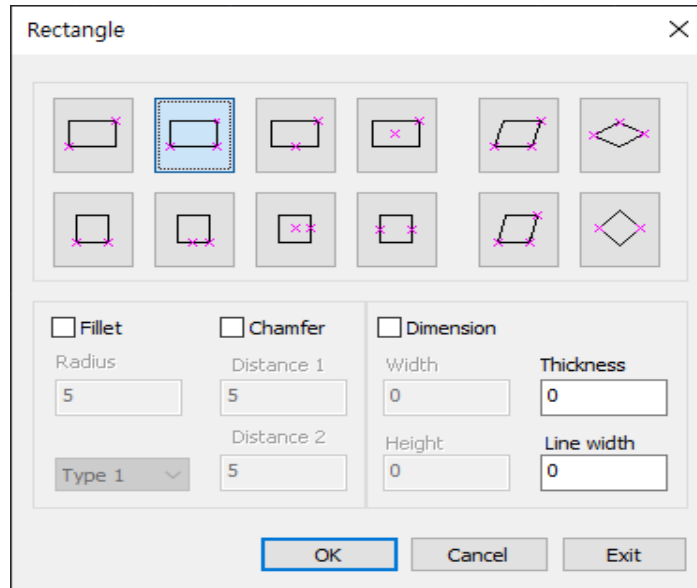 Rectangle
Fillet
Chamfer
Dimension
Radius
Distance 1
Width
Thickness
5
5
0
0
Distance 2
Height
Line width
Type 1
5
0
0
OK
Cancel
Exit